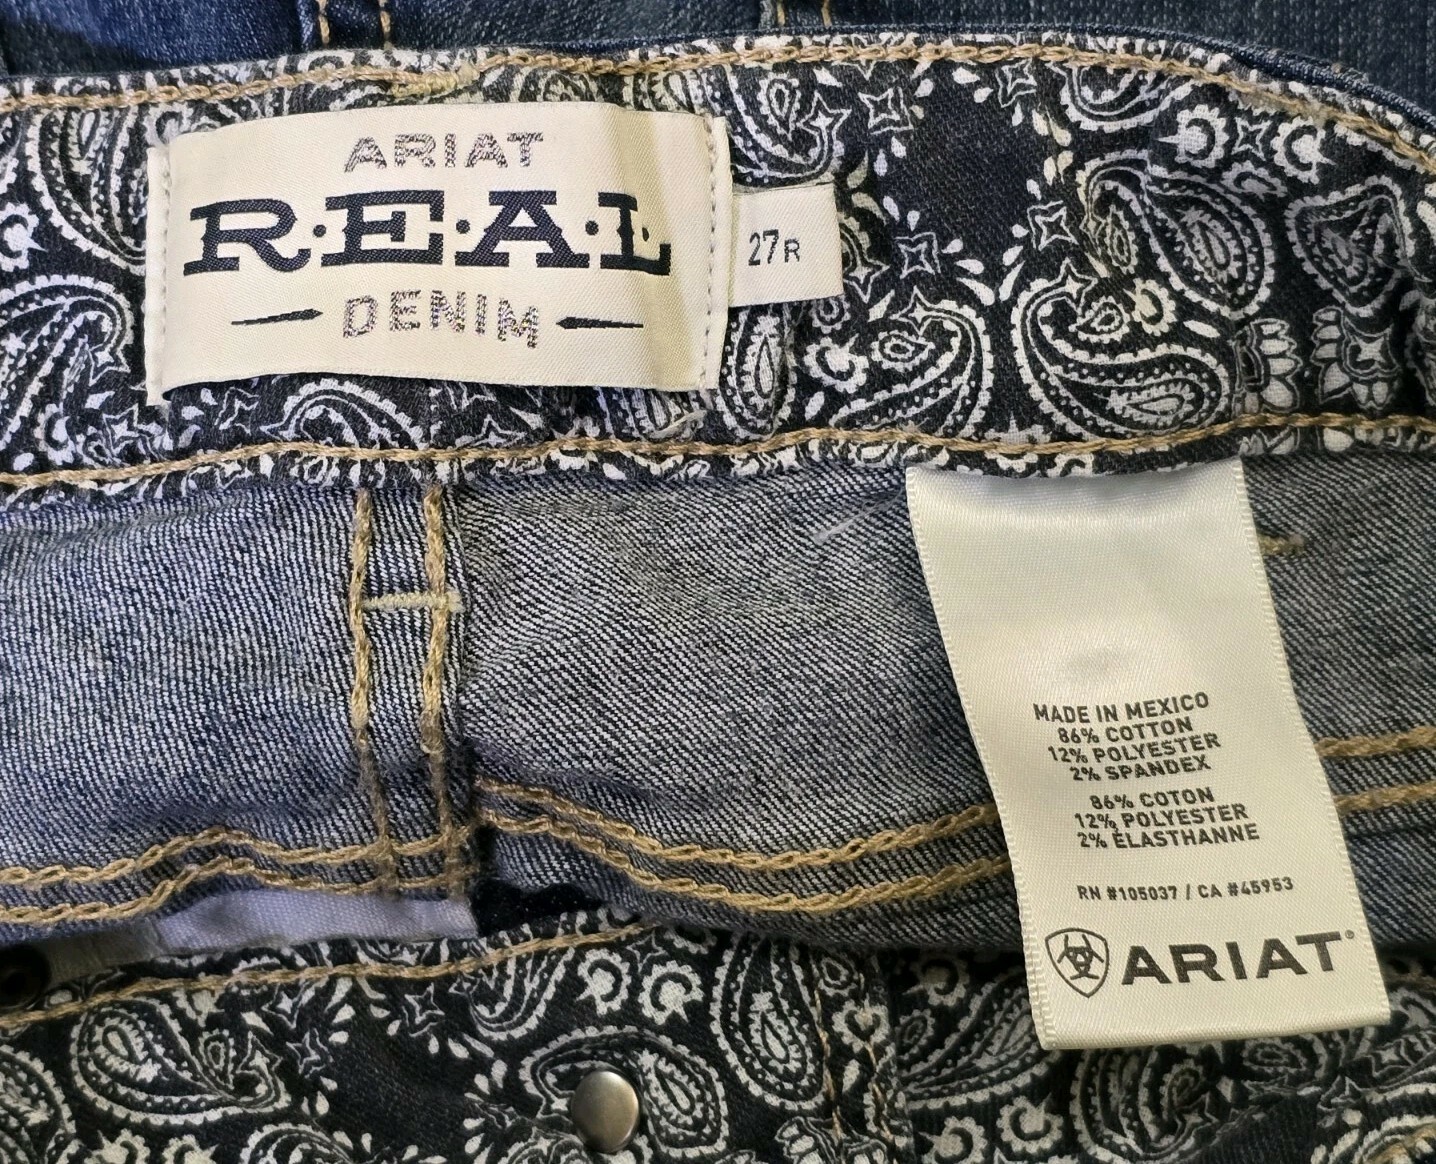 ARIAT
R·E·A·L
DENIM
27R
MADE IN MEXICO
86% COTTON
12% POLYESTER
2% SPANDEX
86% COTON
12% POLYESTER
2% ÉLASTHANNE
RN #105037 / CA #45953
ARIAT®